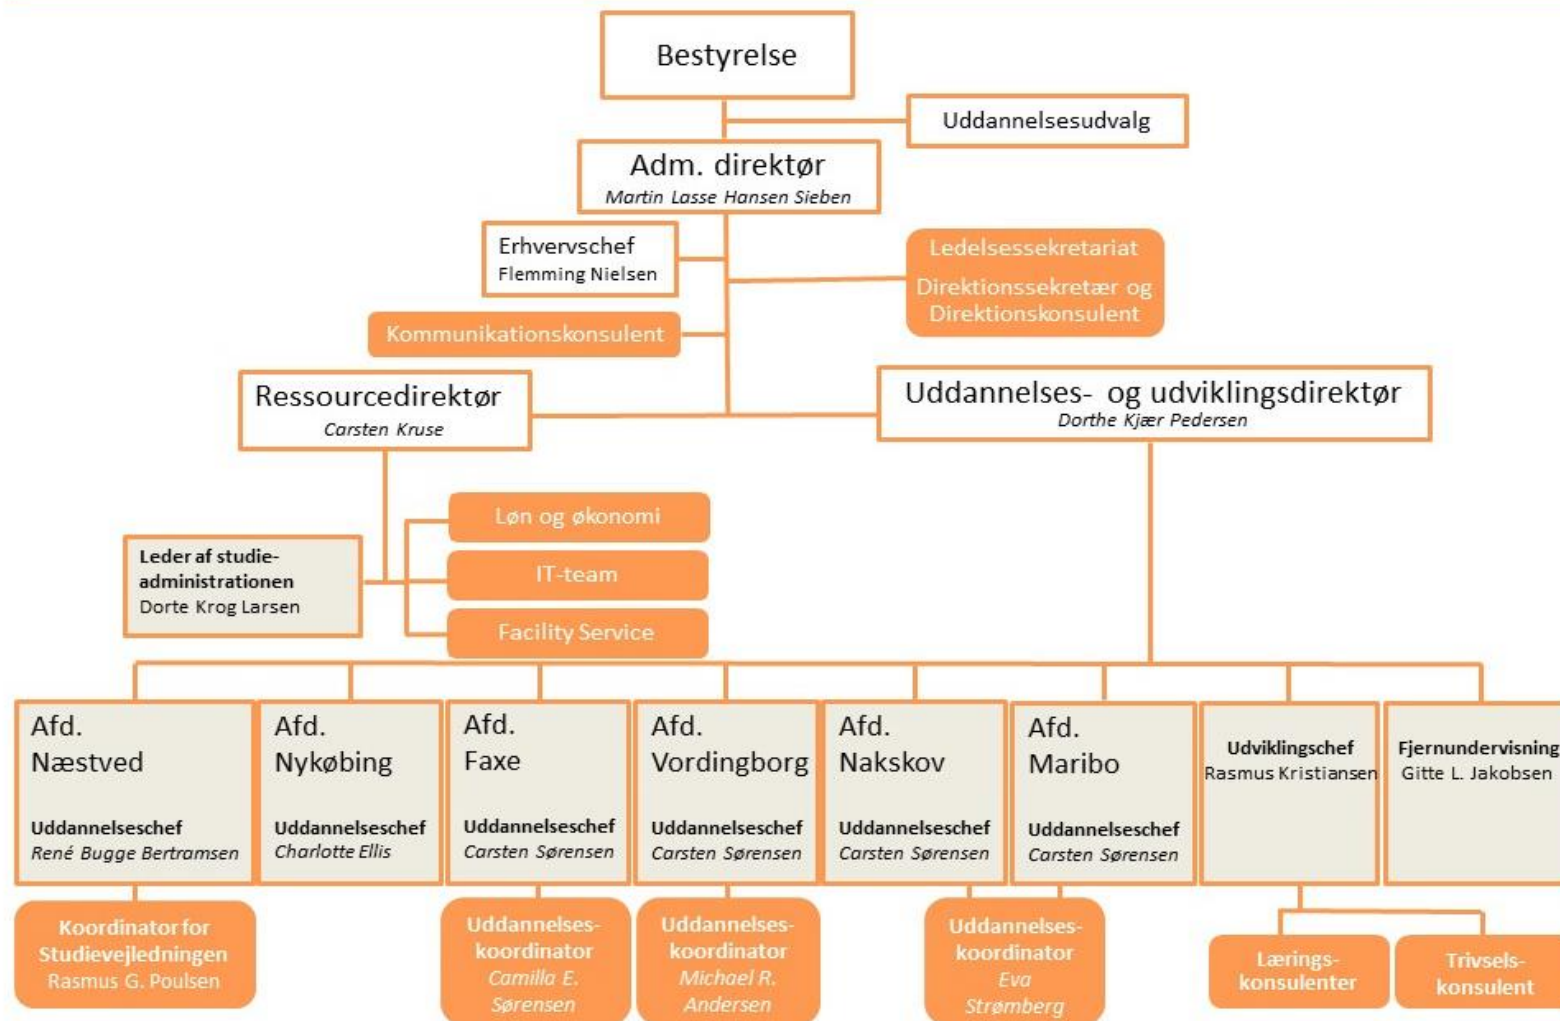 Bestyrelse
Uddannelsesudvalg
Adm. direktør
Martin Lasse Hansen Sieben
Erhvervschef
Flemming Nielsen
Ledelsessekretariat
Direktionssekretær og
Direktionskonsulent
Kommunikationskonsulent
Ressourcedirektør
Carsten Kruse
Uddannelses- og udviklingsdirektør
Dorthe Kjær Pedersen
Løn og økonomi
Leder af studie-
administrationen
Dorte Krog Larsen
IT-team
Facility Service
Afd.
Næstved
Uddannelseschef
René Bugge Bertramsen
Afd.
Nykøbing
Uddannelseschef
Charlotte Ellis
Afd.
Faxe
Uddannelseschef
Carsten Sørensen
Afd.
Vordingborg
Uddannelseschef
Carsten Sørensen
Afd.
Nakskov
Uddannelseschef
Carsten Sørensen
Afd.
Maribo
Uddannelseschef
Carsten Sørensen
Udviklingschef
Rasmus Kristiansen
Fjernundervisning
Gitte L. Jakobsen
Koordinator for
Studievejledningen
Rasmus G. Poulsen
Uddannelses-
koordinator
Camilla E.
Sørensen
Uddannelses-
koordinator
Michael R.
Andersen
Uddannelses-
koordinator
Eva
Strømberg
Lærings-
konsulenter
Trivsels-
konsulent